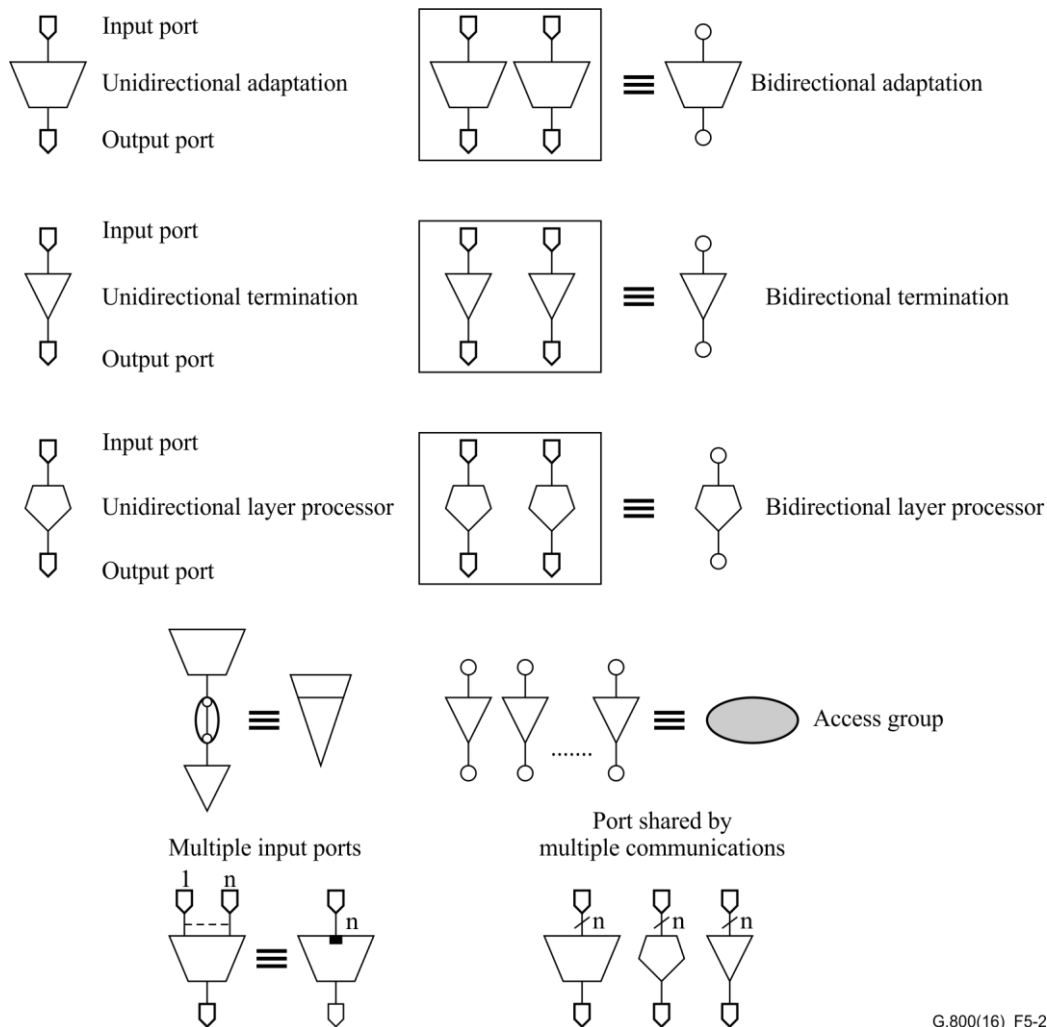 Input port
Unidirectional adaptation
Bidirectional adaptation
Output port
Input port
Unidirectional termination
Bidirectional termination
Output port
Input port
Unidirectional layer processor
Bidirectional layer processor
Output port
.......
Access group
Multiple input ports
Port shared by
multiple communications
1 n
n
n n n
G.800(16)_F5-2